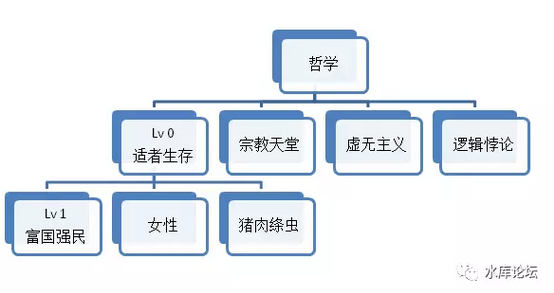 哲学
Lv 0
适者生存
宗教天堂
虚无主义
逻辑悖论
Lv 1
富国强民
女性
猪肉绦虫
水库论坛